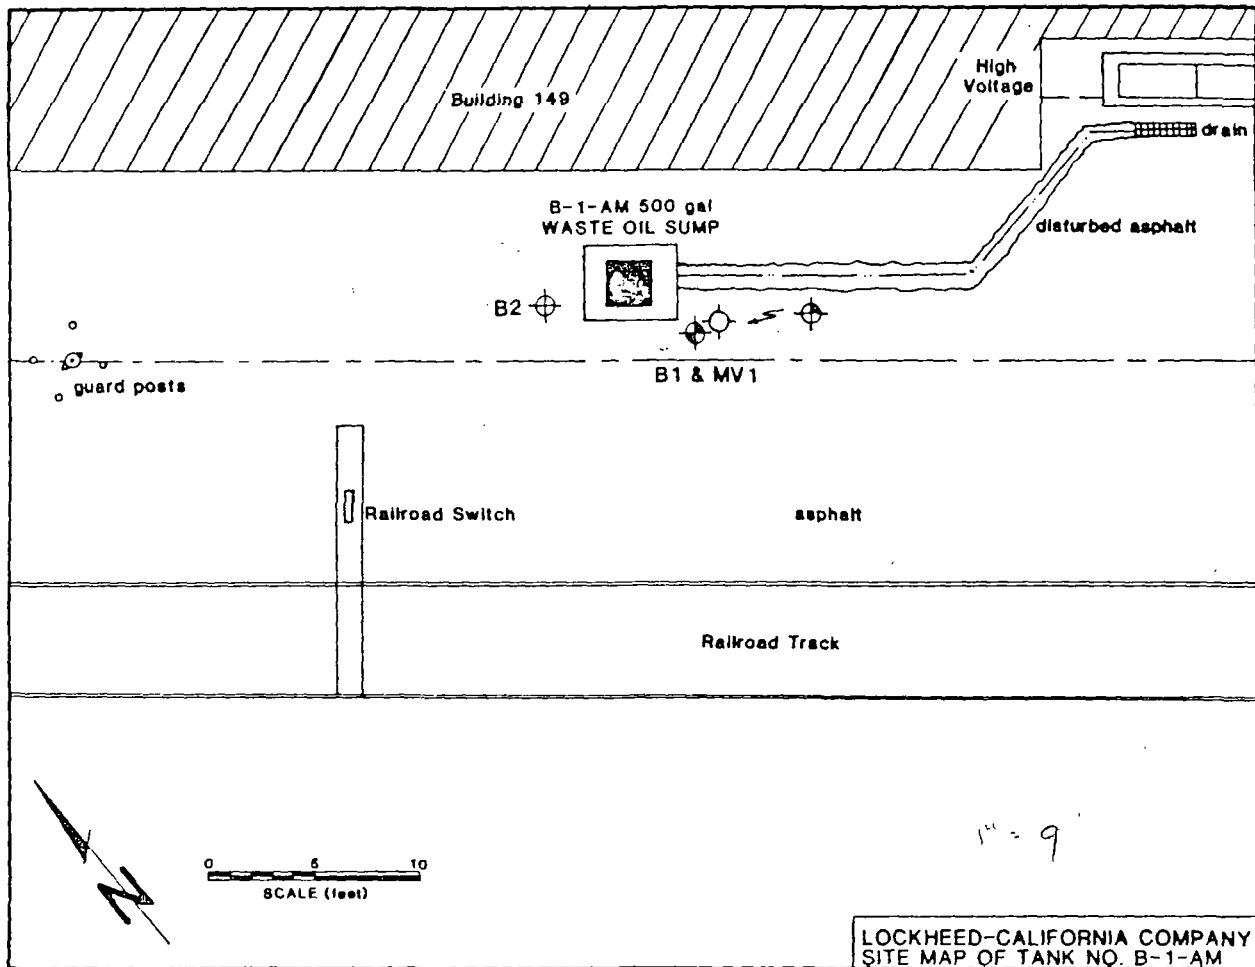 Building 149
High
Voltage
drain
B-1-AM 500 gal
WASTE OIL SUMP
disturbed asphalt
B2
B1 & MV1
guard posts
Railroad Switch
asphalt
Railroad Track
N
0 5 10
SCALE (feet)
1" = 9'
LOCKHEED-CALIFORNIA COMPANY
SITE MAP OF TANK NO. B-1-AM